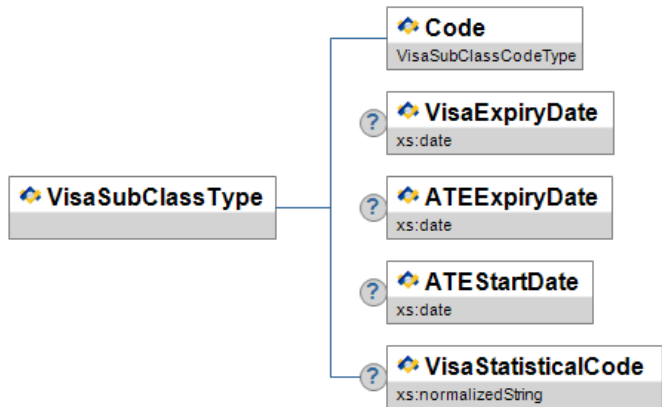 Code
VisaSubClassCodeType
?
VisaExpiryDate
xs:date
VisaSubClassType
?
ATEExpiryDate
xs:date
?
ATEStartDate
xs:date
?
VisaStatisticalCode
xs:normalizedString